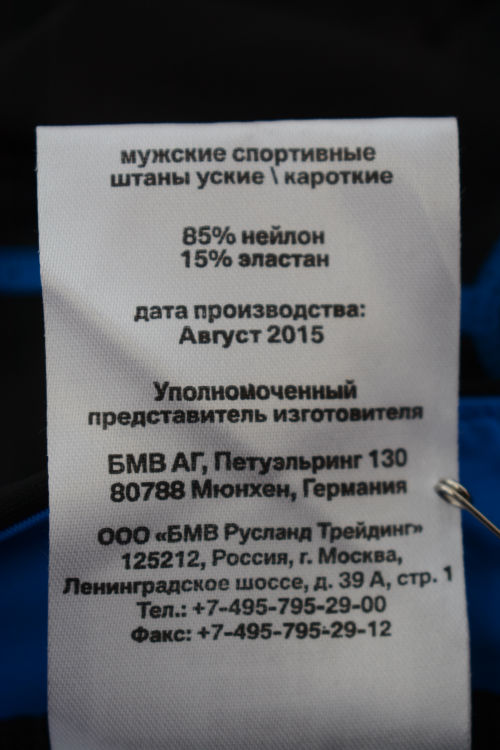 мужские спортивные
штаны уские \ кароткие
85% нейлон
15% эластан
дата производства:
Август 2015
Уполномоченный
представитель изготовителя
БМВ АГ, Петуэльринг 130
80788 Мюнхен, Германия
ООО «БМВ Русланд Трейдинг»
125212, Россия, г. Москва,
Ленинградское шоссе, д. 39 А, стр. 1
Тел.: +7-495-795-29-00
Факс: +7-495-795-29-12